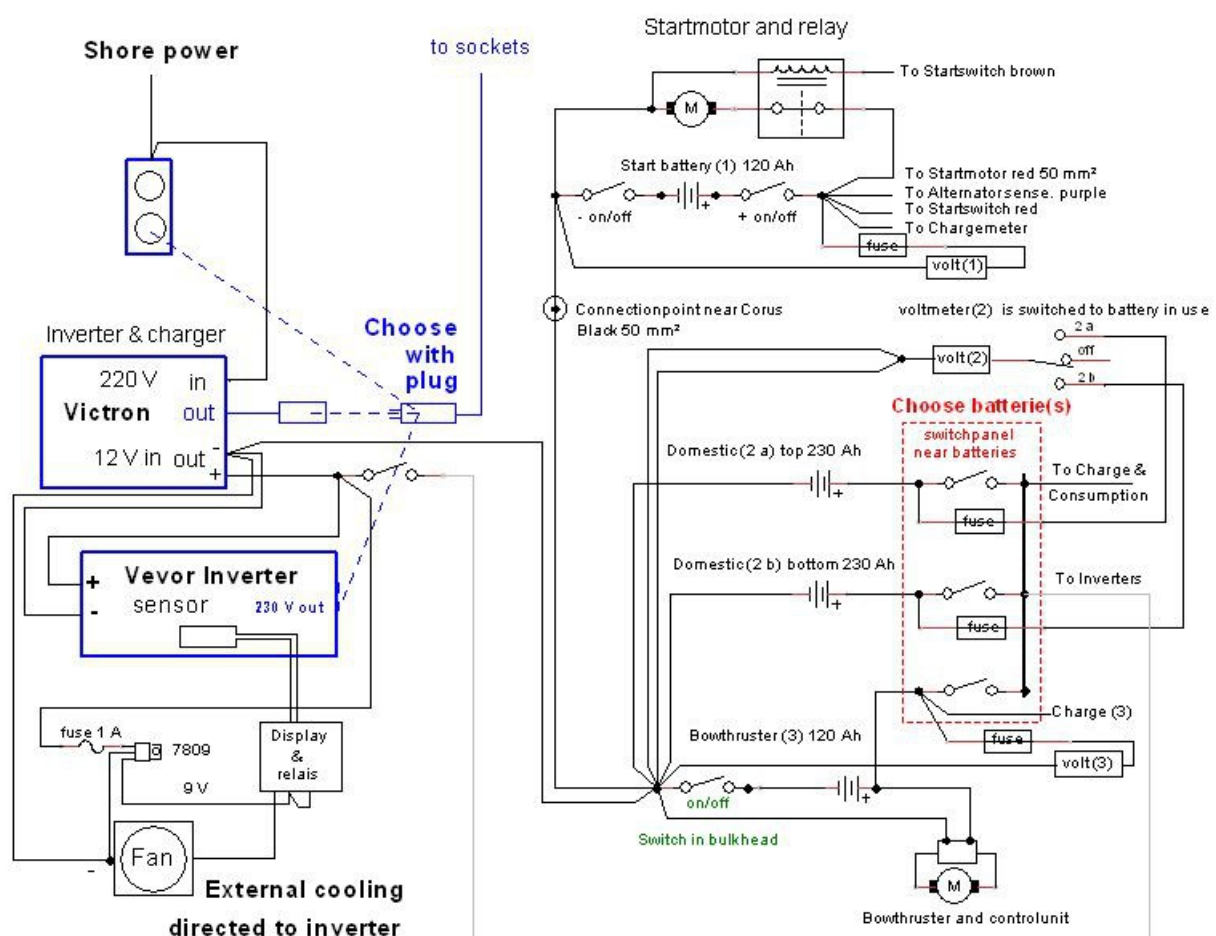 Startmotor and relay
Shore power
to sockets
To Startswitch brown
M
Start battery (1) 120 Ah
+
- on/off
+ on/off
To Startmotor red 50 mm²
To Alternatorsense. purple
To Startswitch red
To Chargemeter
fuse
volt(1)
Connectionpoint near Corus
Black 50 mm²
voltmeter(2) is switched to battery in use
2 a
off
2 b
volt(2)
Inverter & charger
220 V in
Victron out
12 V in out -
+
Choose
with
plug
Choose batterie(s)
switchpanel
near batteries
Domestic(2 a) top 230 Ah
+
To Charge &
Consumption
fuse
Domestic(2 b) bottom 230 Ah
+
To Inverters
fuse
Vevor Inverter
+
sensor
230 V out
-
fuse 1 A
7809
9 V
Display
&
relais
Fan
-
External cooling
directed to inverter
Bowthruster (3) 120 Ah
Charge (3)
fuse
volt(3)
+
on/off
Switch in bulkhead
M
Bowthruster and controlunit